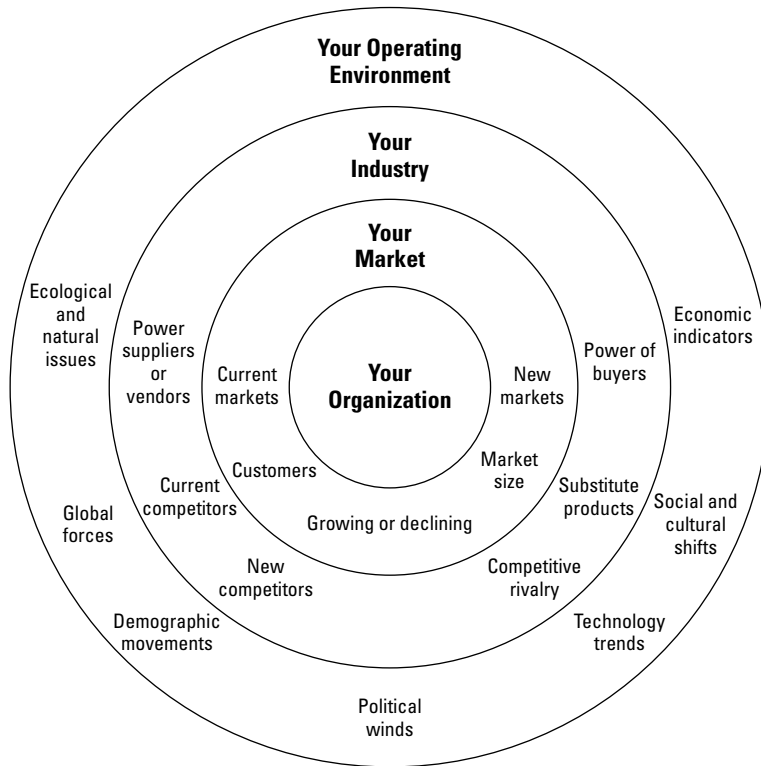 Your Operating
Environment
Your
Industry
Your
Market
Your
Organization
Current
markets
New
markets
Customers
Market
size
Growing or declining
Power
suppliers or
vendors
Power of
buyers
Current
competitors
Substitute
products
New
competitors
Competitive
rivalry
Ecological
and
natural
issues
Economic
indicators
Global
forces
Social and
cultural
shifts
Demographic
movements
Technology
trends
Political
winds